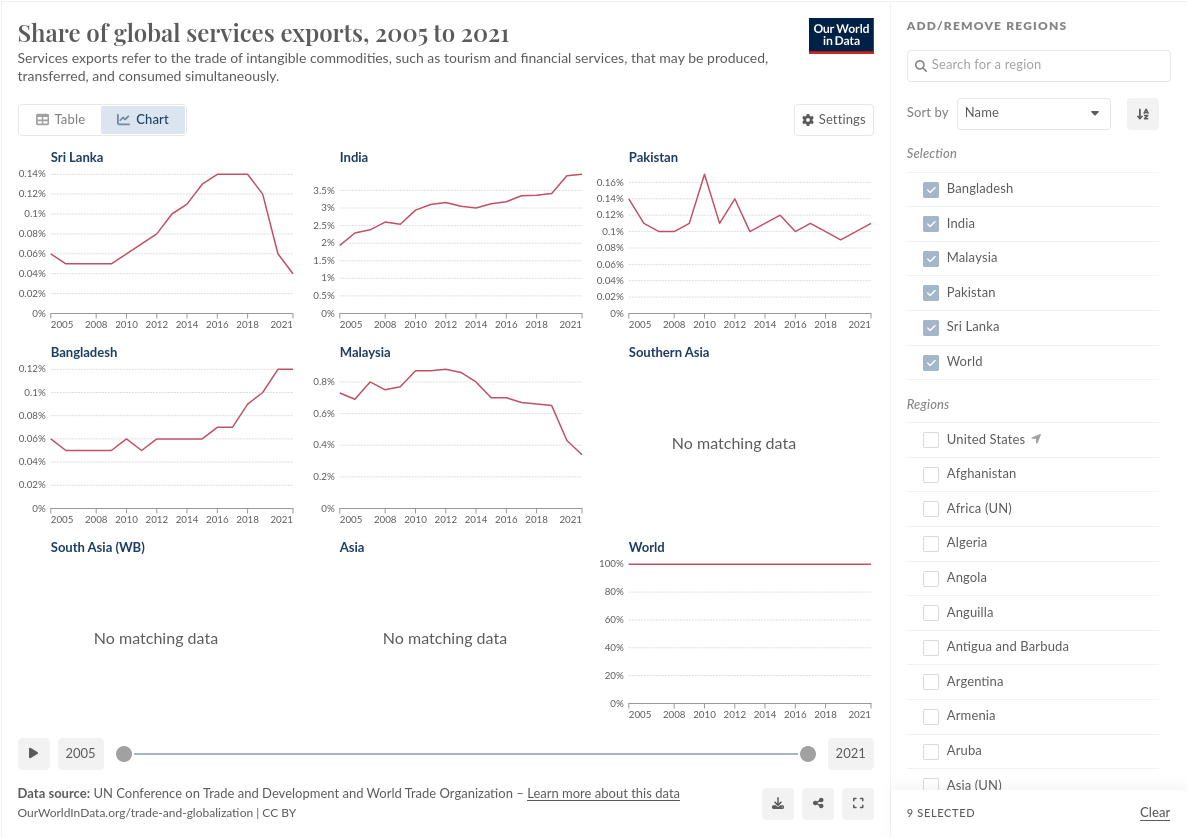 Share of global services exports, 2005 to 2021
Services exports refer to the trade of intangible commodities, such as tourism and financial services, that may be produced,
transferred, and consumed simultaneously.
Our World
in Data
Table
Chart
Settings
Sri Lanka
0.14%
0.12%
0.1%
0.08%
0.06%
0.04%
0.02%
0%
2005 2008 2010 2012 2014 2016 2018 2021
India
3.5%
3%
2.5%
2%
1.5%
1%
0.5%
0%
2005 2008 2010 2012 2014 2016 2018 2021
Pakistan
0.16%
0.14%
0.12%
0.1%
0.08%
0.06%
0.04%
0.02%
0%
2005 2008 2010 2012 2014 2016 2018 2021
Bangladesh
0.12%
0.1%
0.08%
0.06%
0.04%
0.02%
0%
2005 2008 2010 2012 2014 2016 2018 2021
Malaysia
0.8%
0.6%
0.4%
0.2%
0%
2005 2008 2010 2012 2014 2016 2018 2021
Southern Asia
No matching data
South Asia (WB)
No matching data
Asia
No matching data
World
100%
80%
60%
40%
20%
0%
2005 2008 2010 2012 2014 2016 2018 2021
2005
2021
Data source: UN Conference on Trade and Development and World Trade Organization – Learn more about this data
OurWorldInData.org/trade-and-globalization | CC BY
ADD/REMOVE REGIONS
Search for a region
Sort by
Name
Selection
Bangladesh
India
Malaysia
Pakistan
Sri Lanka
World
Regions
United States
Afghanistan
Africa (UN)
Algeria
Angola
Anguilla
Antigua and Barbuda
Argentina
Armenia
Aruba
Asia (UN)
9 SELECTED
Clear